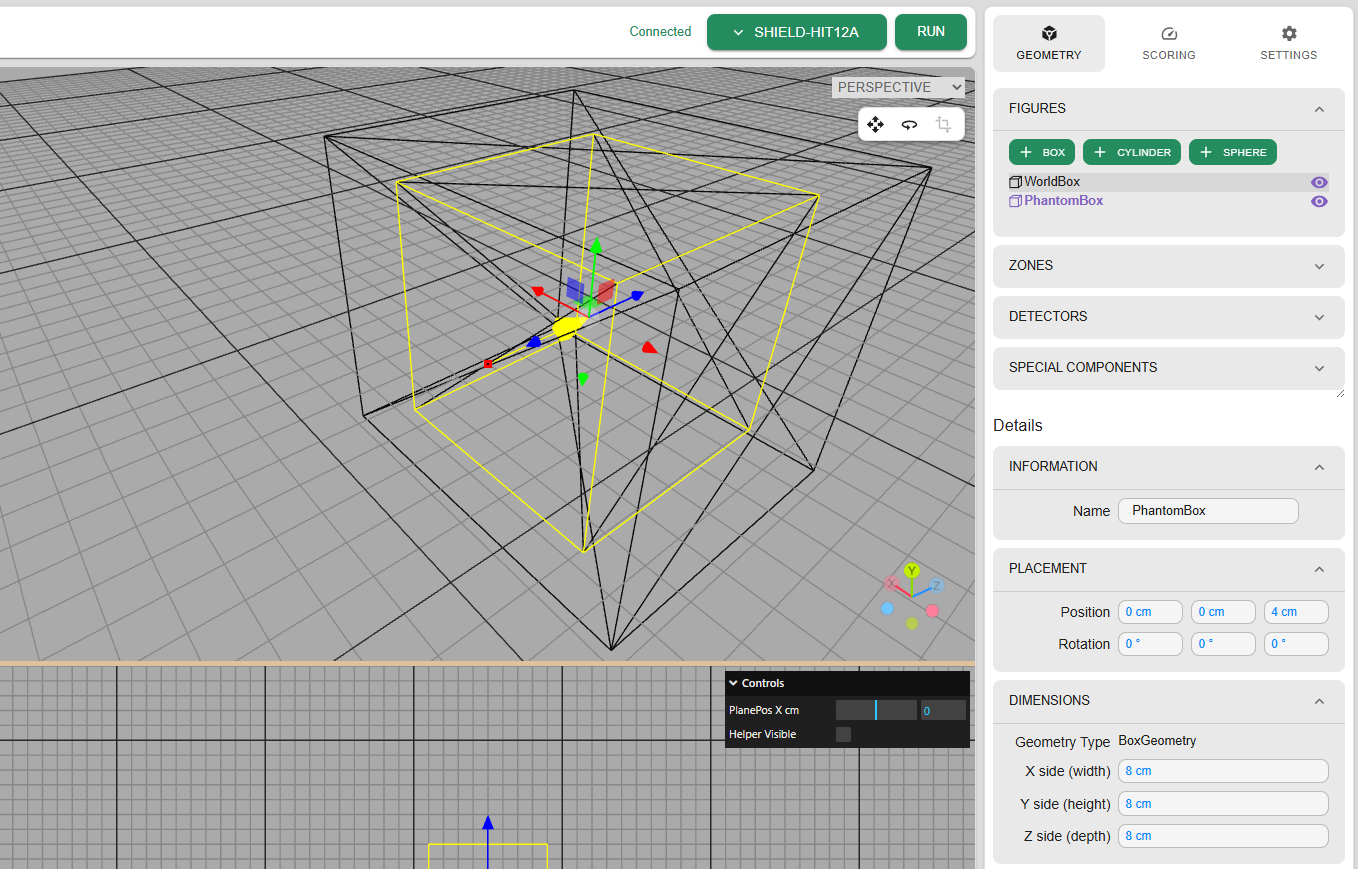 Connected
SHIELD-HIT12A
RUN
PERSPECTIVE
Y
X
Z
Controls
PlanePos X cm
0
Helper Visible
GEOMETRY
SCORING
SETTINGS
FIGURES
BOX
CYLINDER
SPHERE
WorldBox
PhantomBox
ZONES
DETECTORS
SPECIAL COMPONENTS
Details
INFORMATION
Name PhantomBox
PLACEMENT
Position 0 cm 0 cm 4 cm
Rotation 0 ° 0 ° 0 °
DIMENSIONS
Geometry Type BoxGeometry
X side (width) 8 cm
Y side (height) 8 cm
Z side (depth) 8 cm